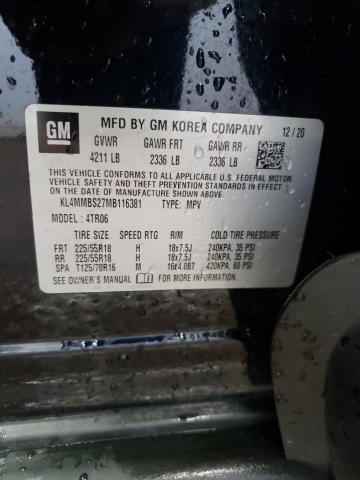 GM
MFD BY GM KOREA COMPANY 12/20
GVWR GAWR FRT GAWR RR
4211 LB 2336 LB 2336 LB
THIS VEHICLE CONFORMS TO ALL APPLICABLE U.S. FEDERAL MOTOR
VEHICLE SAFETY, BUMPER, AND THEFT PREVENTION STANDARDS IN
EFFECT ON THE DATE OF MANUFACTURE SHOWN ABOVE.
KL4MMBS27MB116381 TYPE: MPV
MODEL: 4TR06
TIRE SIZE SPEED RTG RIM COLD TIRE PRESSURE
FRT 225/55R18 H 18x7.5J 240KPA, 35 PSI
RR 225/55R18 H 18x7.5J 240KPA, 35 PSI
SPA T125/70R16 M 16x4.0BT 420KPA, 60 PSI
SEE OWNER'S MANUAL FOR MORE INFORMATION.